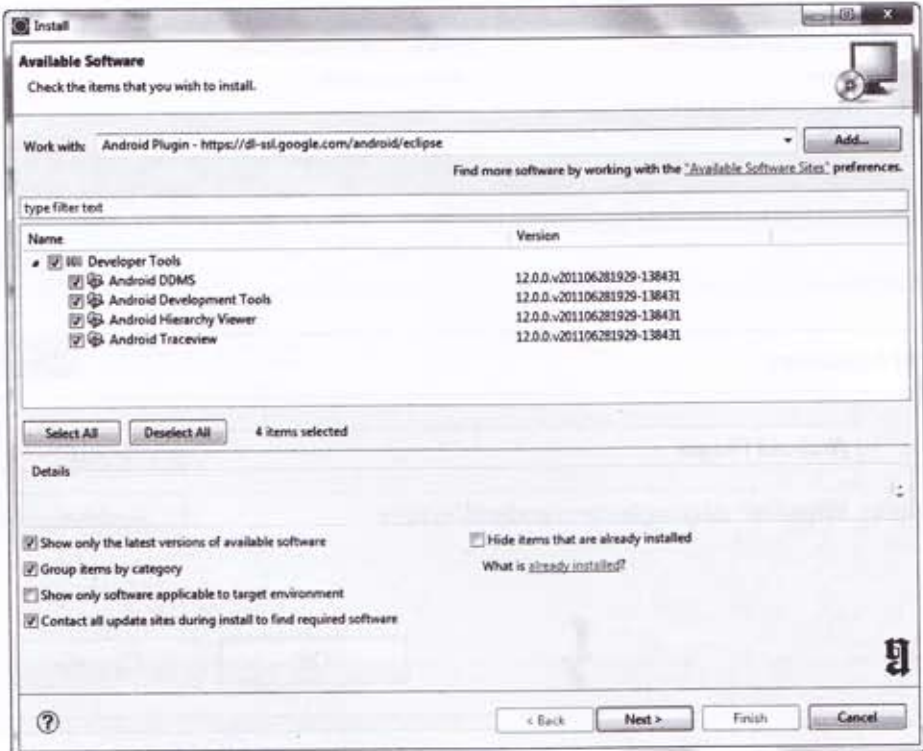 Install
Available Software
Check the items that you wish to install.
Work with: Android Plugin - https://dl-ssl.google.com/android/eclipse
Add...
Find more software by working with the "Available Software Sites" preferences.
type filter text
Name Version
Developer Tools
Android DDMS 12.0.0.v201106281929-138431
Android Development Tools 12.0.0.v201106281929-138431
Android Hierarchy Viewer 12.0.0.v201106281929-138431
Android Traceview 12.0.0.v201106281929-138431
Select All Deselect All 4 items selected
Details
Show only the latest versions of available software
Hide items that are already installed
Group items by category
What is already installed?
Show only software applicable to target environment
Contact all update sites during install to find required software
? < Back Next > Finish Cancel